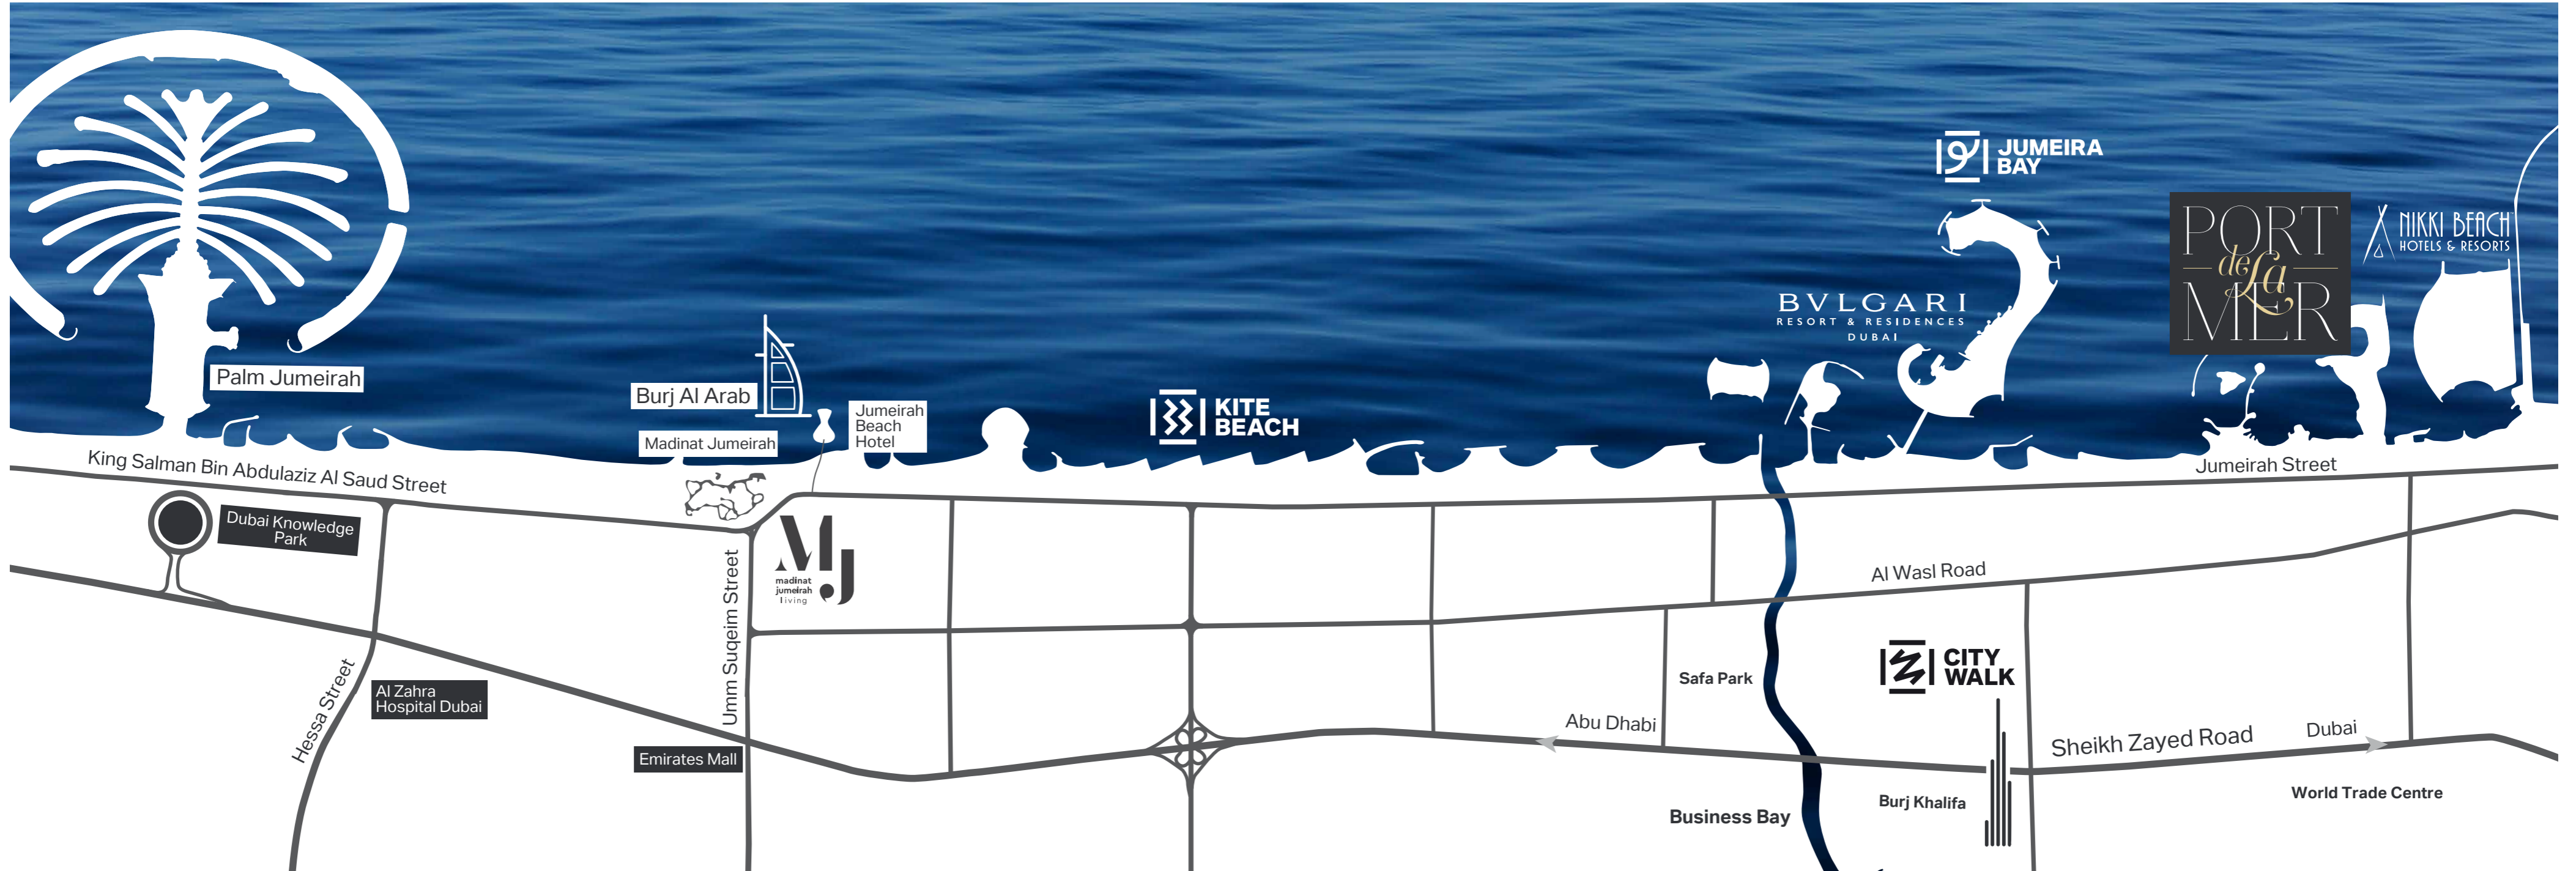 JUMEIRA
BAY
PORT
de La
MER
NIKKI BEACH
HOTELS & RESORTS
BVLGARI
RESORT & RESIDENCES
DUBAI
Palm Jumeirah
Burj Al Arab
Madinat Jumeirah
Jumeirah
Beach
Hotel
KITE
BEACH
King Salman Bin Abdulaziz Al Saud Street
Jumeirah Street
Dubai Knowledge
Park
MJ
madinat
jumeirah
living
Umm Suqeim Street
Al Wasl Road
Hessa Street
Al Zahra
Hospital Dubai
Emirates Mall
Safa Park
CITY
WALK
Abu Dhabi
Sheikh Zayed Road
Dubai
Business Bay
Burj Khalifa
World Trade Centre